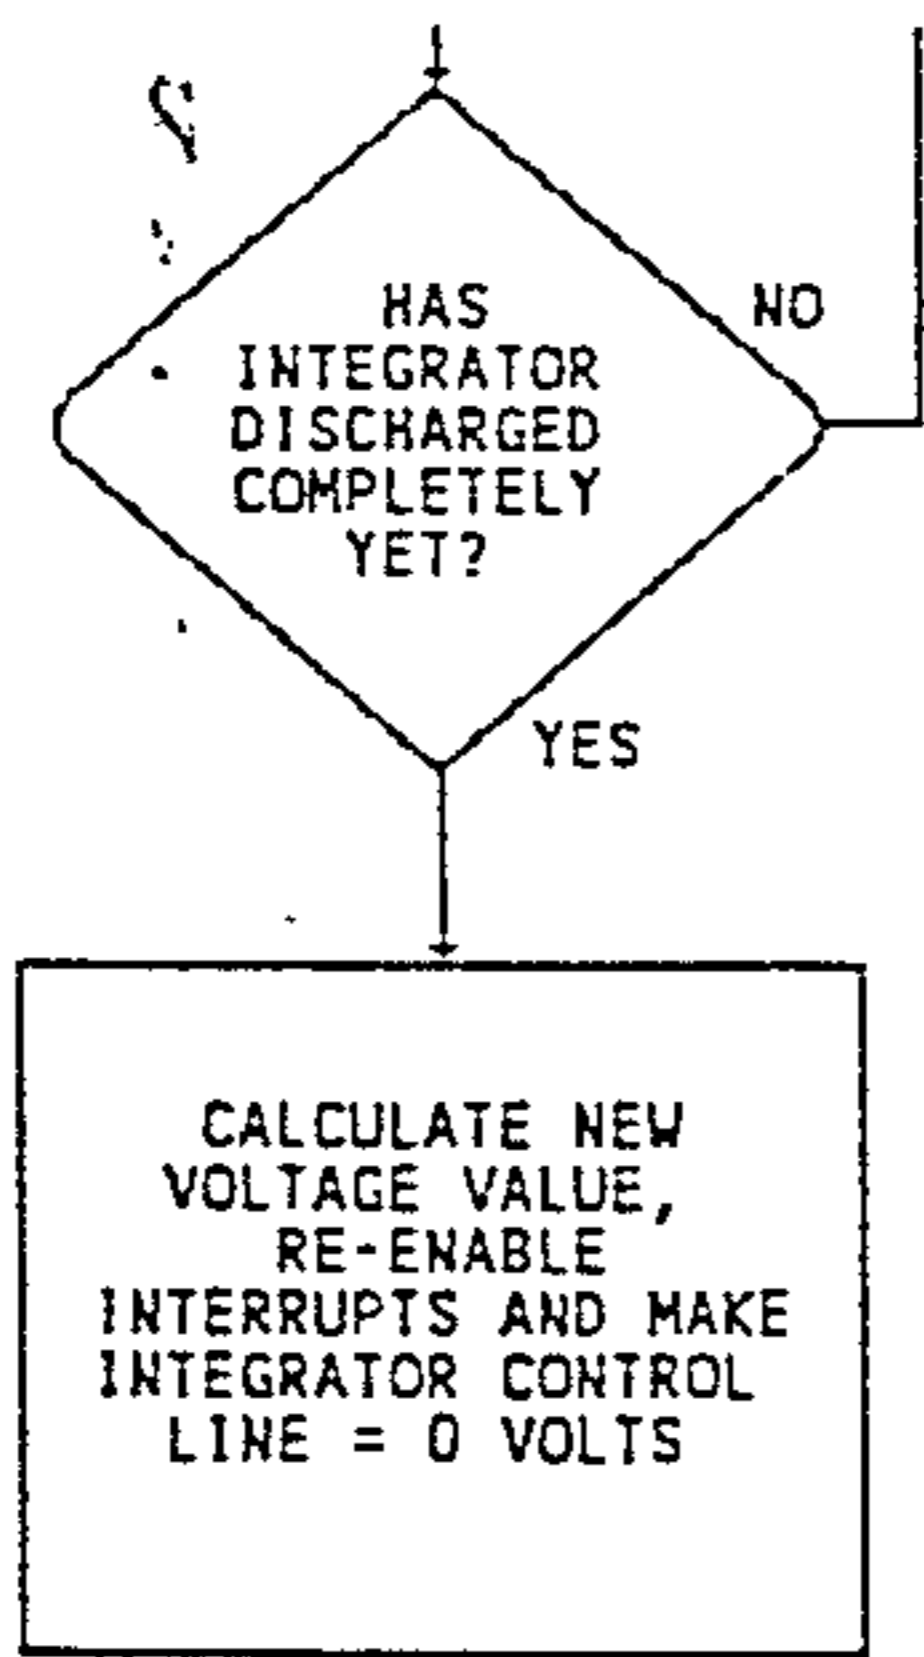 HAS
NO
INTEGRATOR
DISCHARGED
COMPLETELY
YET?
YES
CALCULATE NEW
VOLTAGE VALUE,
RE-ENABLE
INTERRUPTS AND MAKE
INTEGRATOR CONTROL
LINE = 0 VOLTS